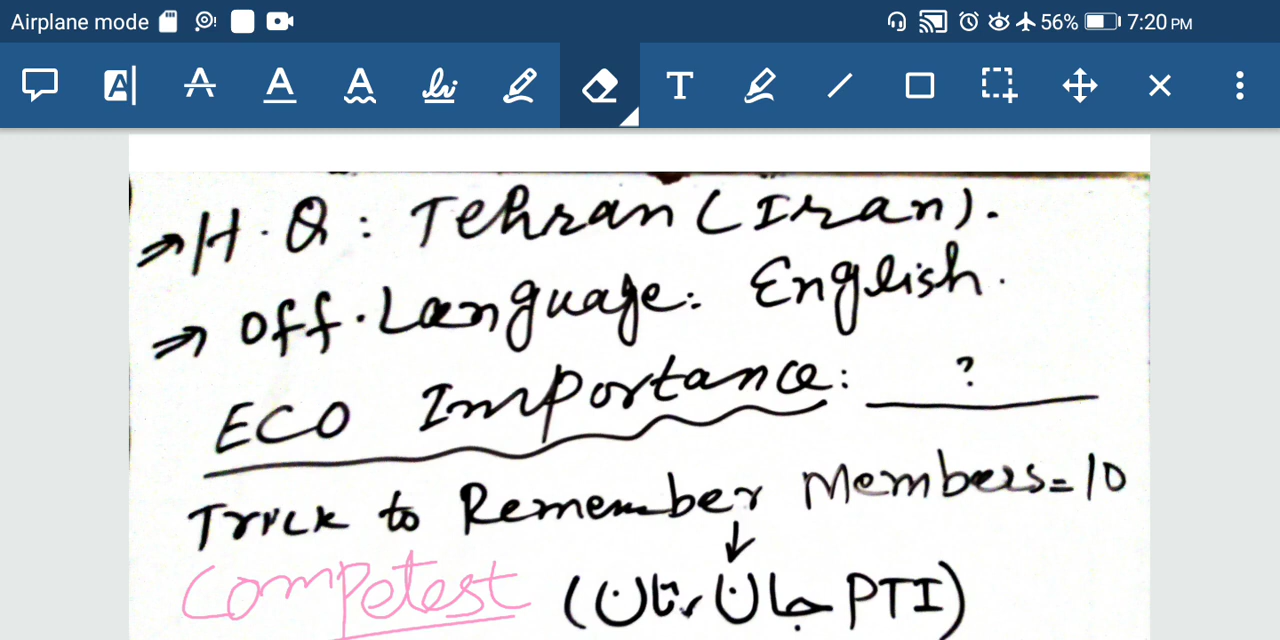 Airplane mode 56% 7:20 PM
A A A A T
⇒ H.Q: Tehran (Iran).
⇒ Off.Language: English.
ECO Importance: ?
Trick to Remember Members=10
↓
Competest (PTI جان تان)